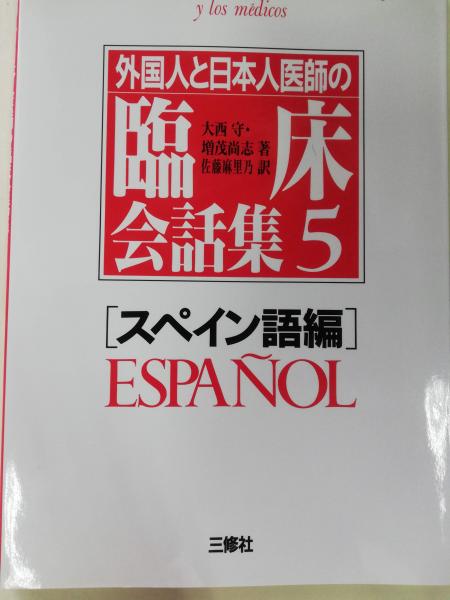 y los médicos
外国人と日本人医師の
臨床
大西 守・
増茂尚志 著
佐藤麻里乃 訳
会話集5
[スペイン語編]
ESPAÑOL
三修社